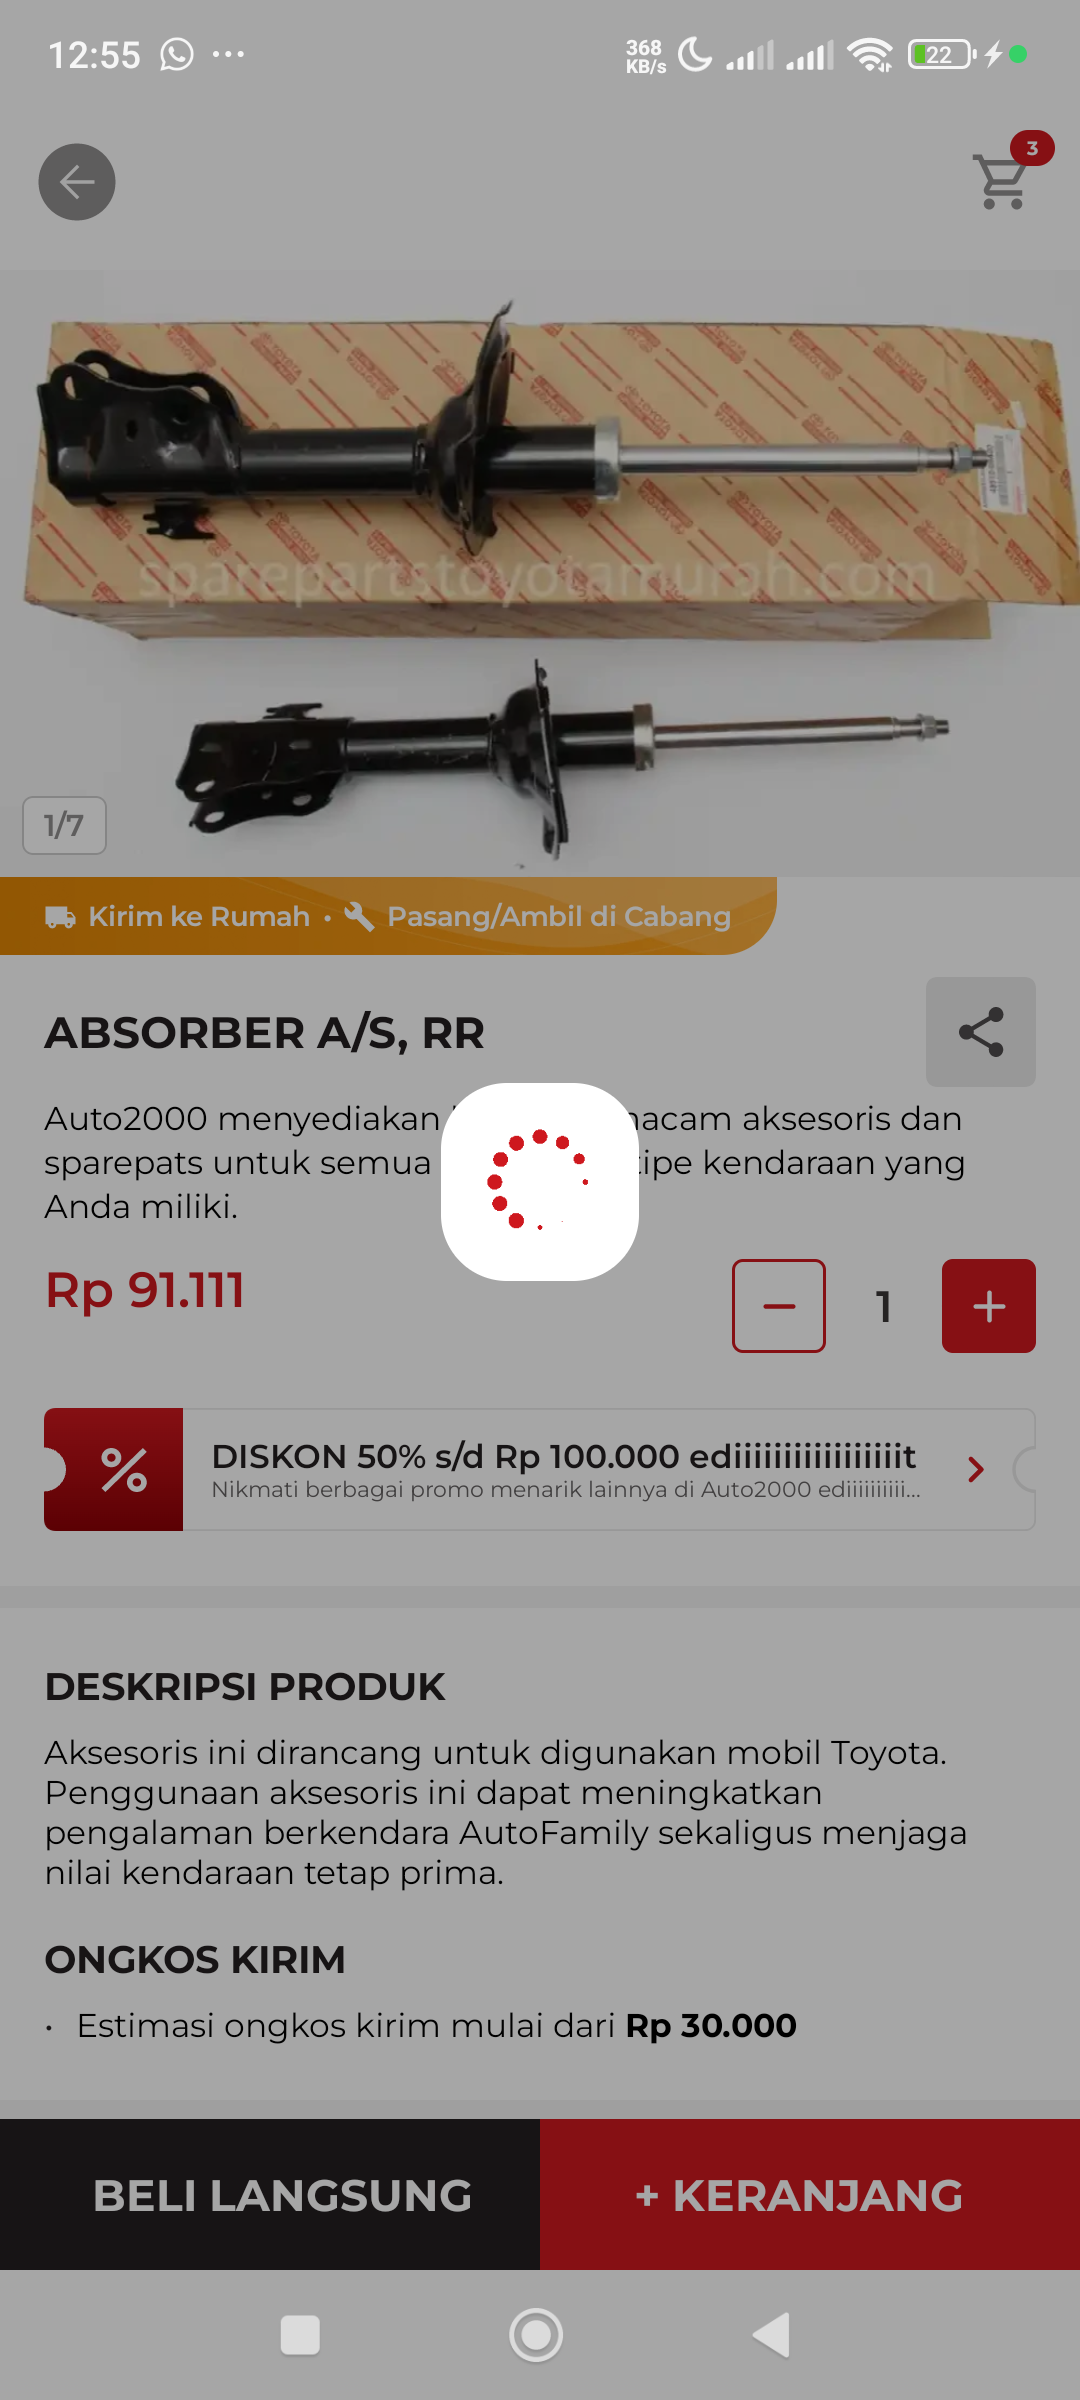 12:55
368
KB/s
22
3
sparepartstoyotamurah.com
1/7
Kirim ke Rumah • Pasang/Ambil di Cabang
ABSORBER A/S, RR
Auto2000 menyediakan aksesoris dan
sparepats untuk semua tipe kendaraan yang
Anda miliki.
Rp 91.111
1
DISKON 50% s/d Rp 100.000 ediiiiiiiiiiiiiiiiit
Nikmati berbagai promo menarik lainnya di Auto2000 ediiiiiiiiii...
DESKRIPSI PRODUK
Aksesoris ini dirancang untuk digunakan mobil Toyota.
Penggunaan aksesoris ini dapat meningkatkan
pengalaman berkendara AutoFamily sekaligus menjaga
nilai kendaraan tetap prima.
ONGKOS KIRIM
• Estimasi ongkos kirim mulai dari Rp 30.000
BELI LANGSUNG
+ KERANJANG